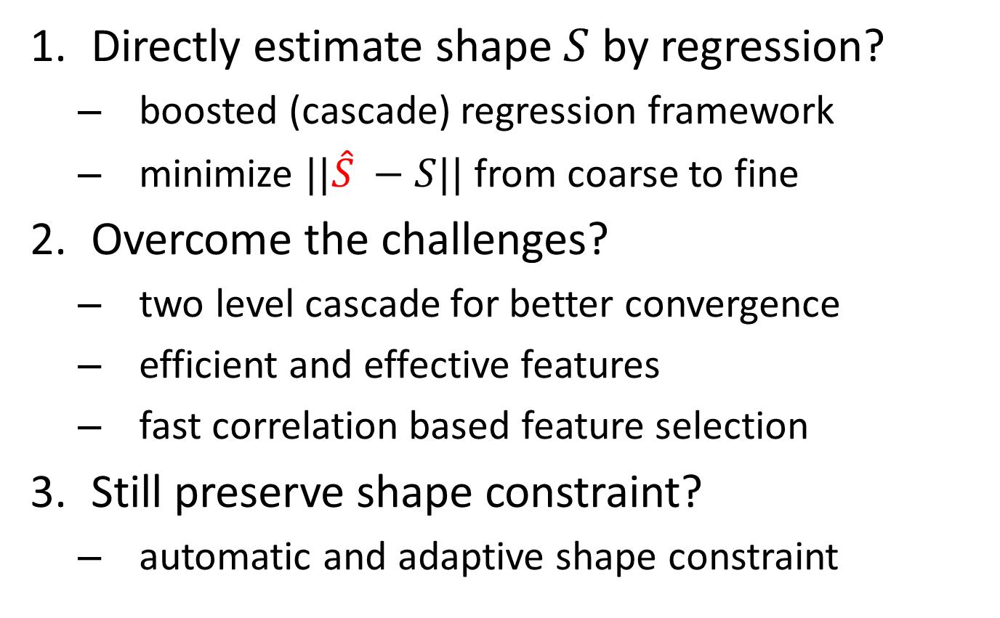 1. Directly estimate shape S by regression?
– boosted (cascade) regression framework
– minimize ||Ŝ − S|| from coarse to fine
2. Overcome the challenges?
– two level cascade for better convergence
– efficient and effective features
– fast correlation based feature selection
3. Still preserve shape constraint?
– automatic and adaptive shape constraint